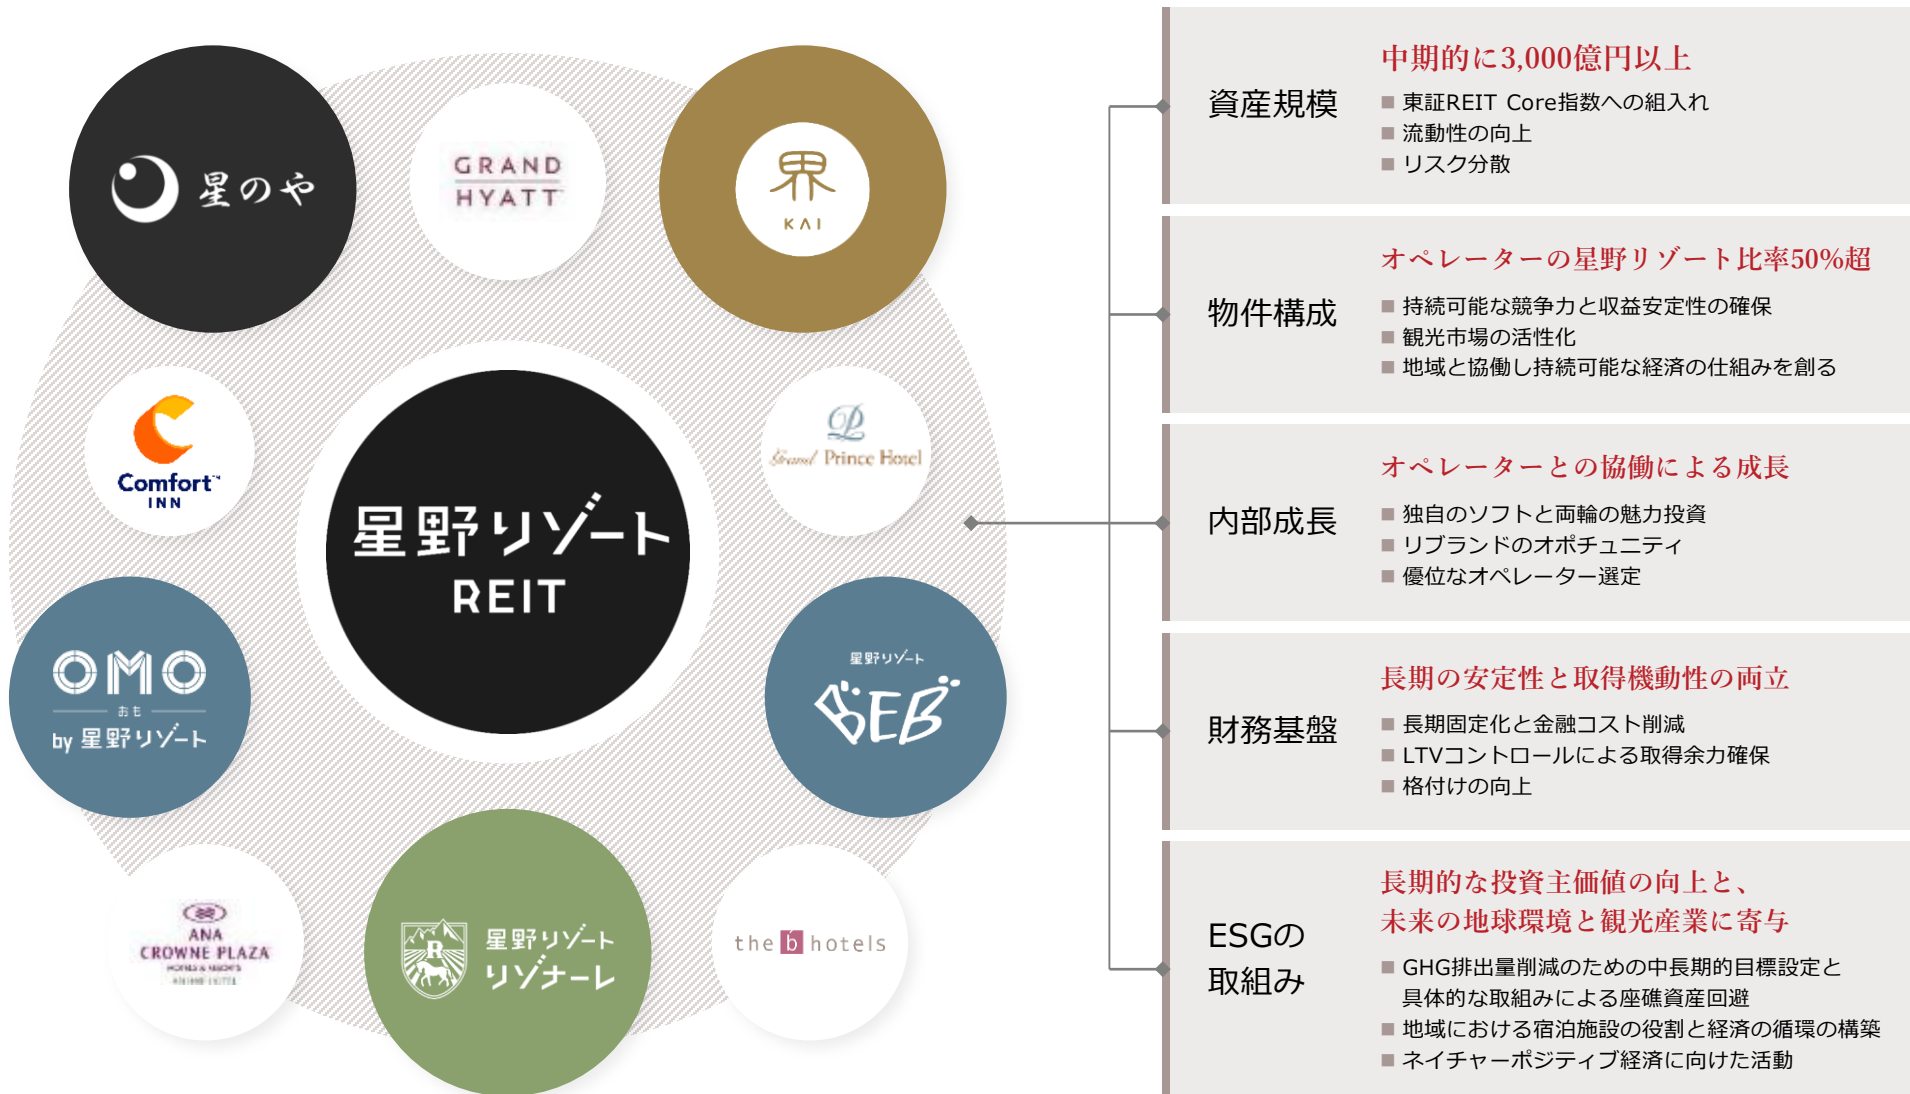 星のや
GRAND
HYATT
界
KAI
Comfort
INN
Grand Prince Hotel
星野リゾート
REIT
OMO
おも
by 星野リゾート
星野リゾート
BEB
ANA
CROWNE PLAZA
HOTELS & RESORTS
R
星野リゾート
リゾナーレ
the b hotels
資産規模
中期的に3,000億円以上
■ 東証REIT Core指数への組入れ
■ 流動性の向上
■ リスク分散
物件構成
オペレーターの星野リゾート比率50%超
■ 持続可能な競争力と収益安定性の確保
■ 観光市場の活性化
■ 地域と協働し持続可能な経済の仕組みを創る
内部成長
オペレーターとの協働による成長
■ 独自のソフトと両輪の魅力投資
■ リブランドのオポチュニティ
■ 優位なオペレーター選定
財務基盤
長期の安定性と取得機動性の両立
■ 長期固定化と金融コスト削減
■ LTVコントロールによる取得余力確保
■ 格付けの向上
ESGの
取組み
長期的な投資主価値の向上と、
未来の地球環境と観光産業に寄与
■ GHG排出量削減のための中長期的目標設定と
具体的な取組みによる座礁資産回避
■ 地域における宿泊施設の役割と経済の循環の構築
■ ネイチャーポジティブ経済に向けた活動